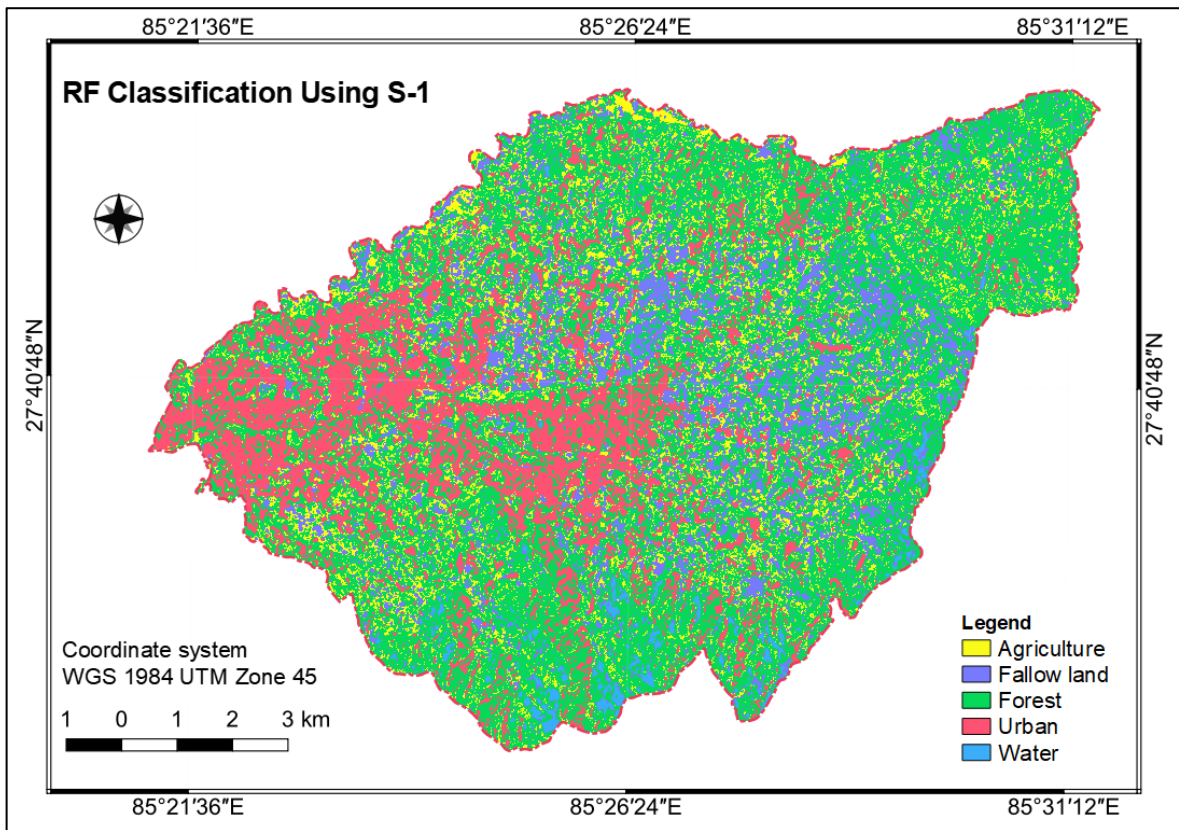 85°21'36"E 85°26'24"E 85°31'12"E
RF Classification Using S-1
27°40'48"N
27°40'48"N
Legend
Agriculture
Fallow land
Forest
Urban
Water
Coordinate system
WGS 1984 UTM Zone 45
1 0 1 2 3 km
85°21'36"E 85°26'24"E 85°31'12"E